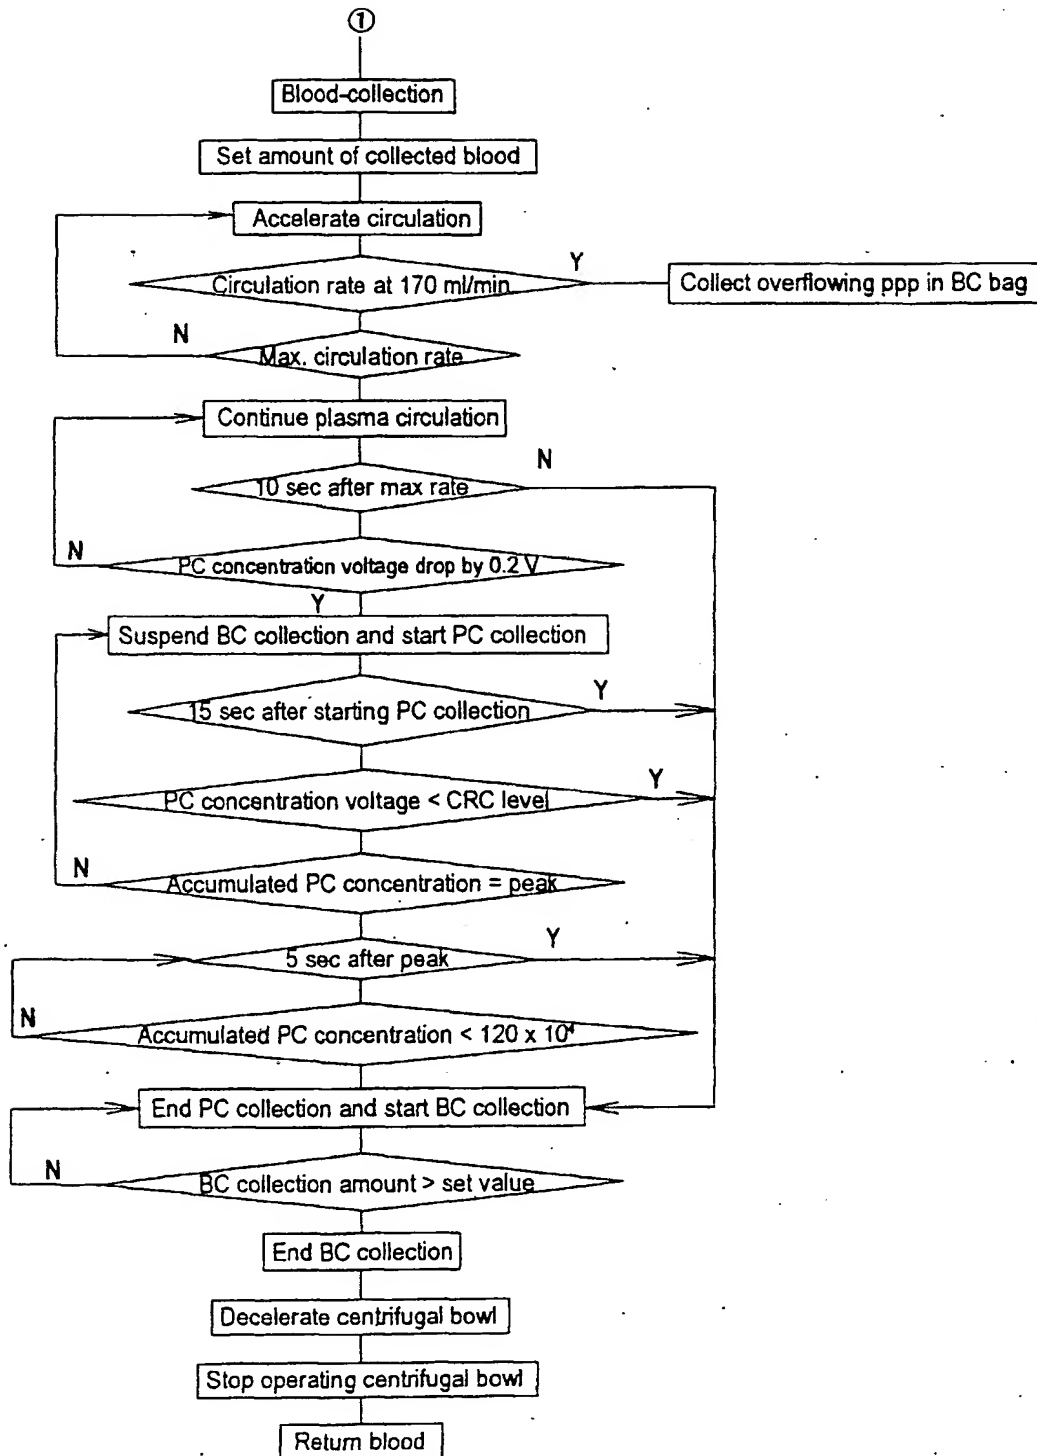 ①
Blood-collection
Set amount of collected blood
Accelerate circulation
Y
Circulation rate at 170 ml/min.
Collect overflowing ppp in BC bag
N
Max. circulation rate
Continue plasma circulation
N
10 sec after max rate
N
PC concentration voltage drop by 0.2 V
Y
Suspend BC collection and start PC collection
Y
15 sec after starting PC collection
Y
PC concentration voltage < CRC level
N
Accumulated PC concentration = peak
Y
5 sec after peak
N
Accumulated PC concentration < 120 x 10⁴
End PC collection and start BC collection
N
BC collection amount > set value
End BC collection
Decelerate centrifugal bowl
Stop operating centrifugal bowl
Return blood